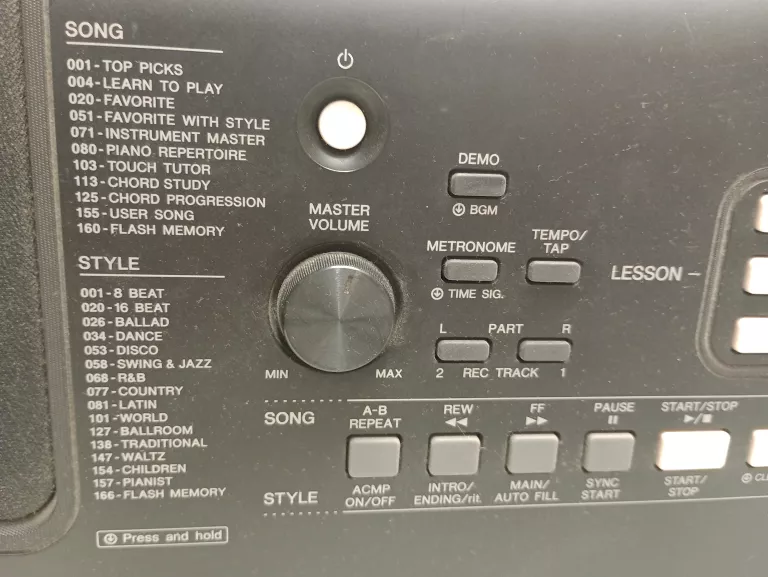 SONG
001-TOP PICKS
004-LEARN TO PLAY
020-FAVORITE
051-FAVORITE WITH STYLE
071-INSTRUMENT MASTER
080-PIANO REPERTOIRE
103-TOUCH TUTOR
113-CHORD STUDY
125-CHORD PROGRESSION
155-USER SONG
160-FLASH MEMORY
STYLE
001-8 BEAT
020-16 BEAT
026-BALLAD
034-DANCE
053-DISCO
058-SWING & JAZZ
068-R&B
077-COUNTRY
081-LATIN
101-WORLD
127-BALLROOM
138-TRADITIONAL
147-WALTZ
154-CHILDREN
157-PIANIST
166-FLASH MEMORY
Press and hold
MASTER
VOLUME
MIN MAX
DEMO
BGM
METRONOME
TIME SIG.
TEMPO/
TAP
LESSON
L PART R
2 REC TRACK 1
SONG
A-B
REPEAT
REW
FF
PAUSE
START/STOP
STYLE
ACMP
ON/OFF
INTRO/
ENDING/rit.
MAIN/
AUTO FILL
SYNC
START
START/
STOP